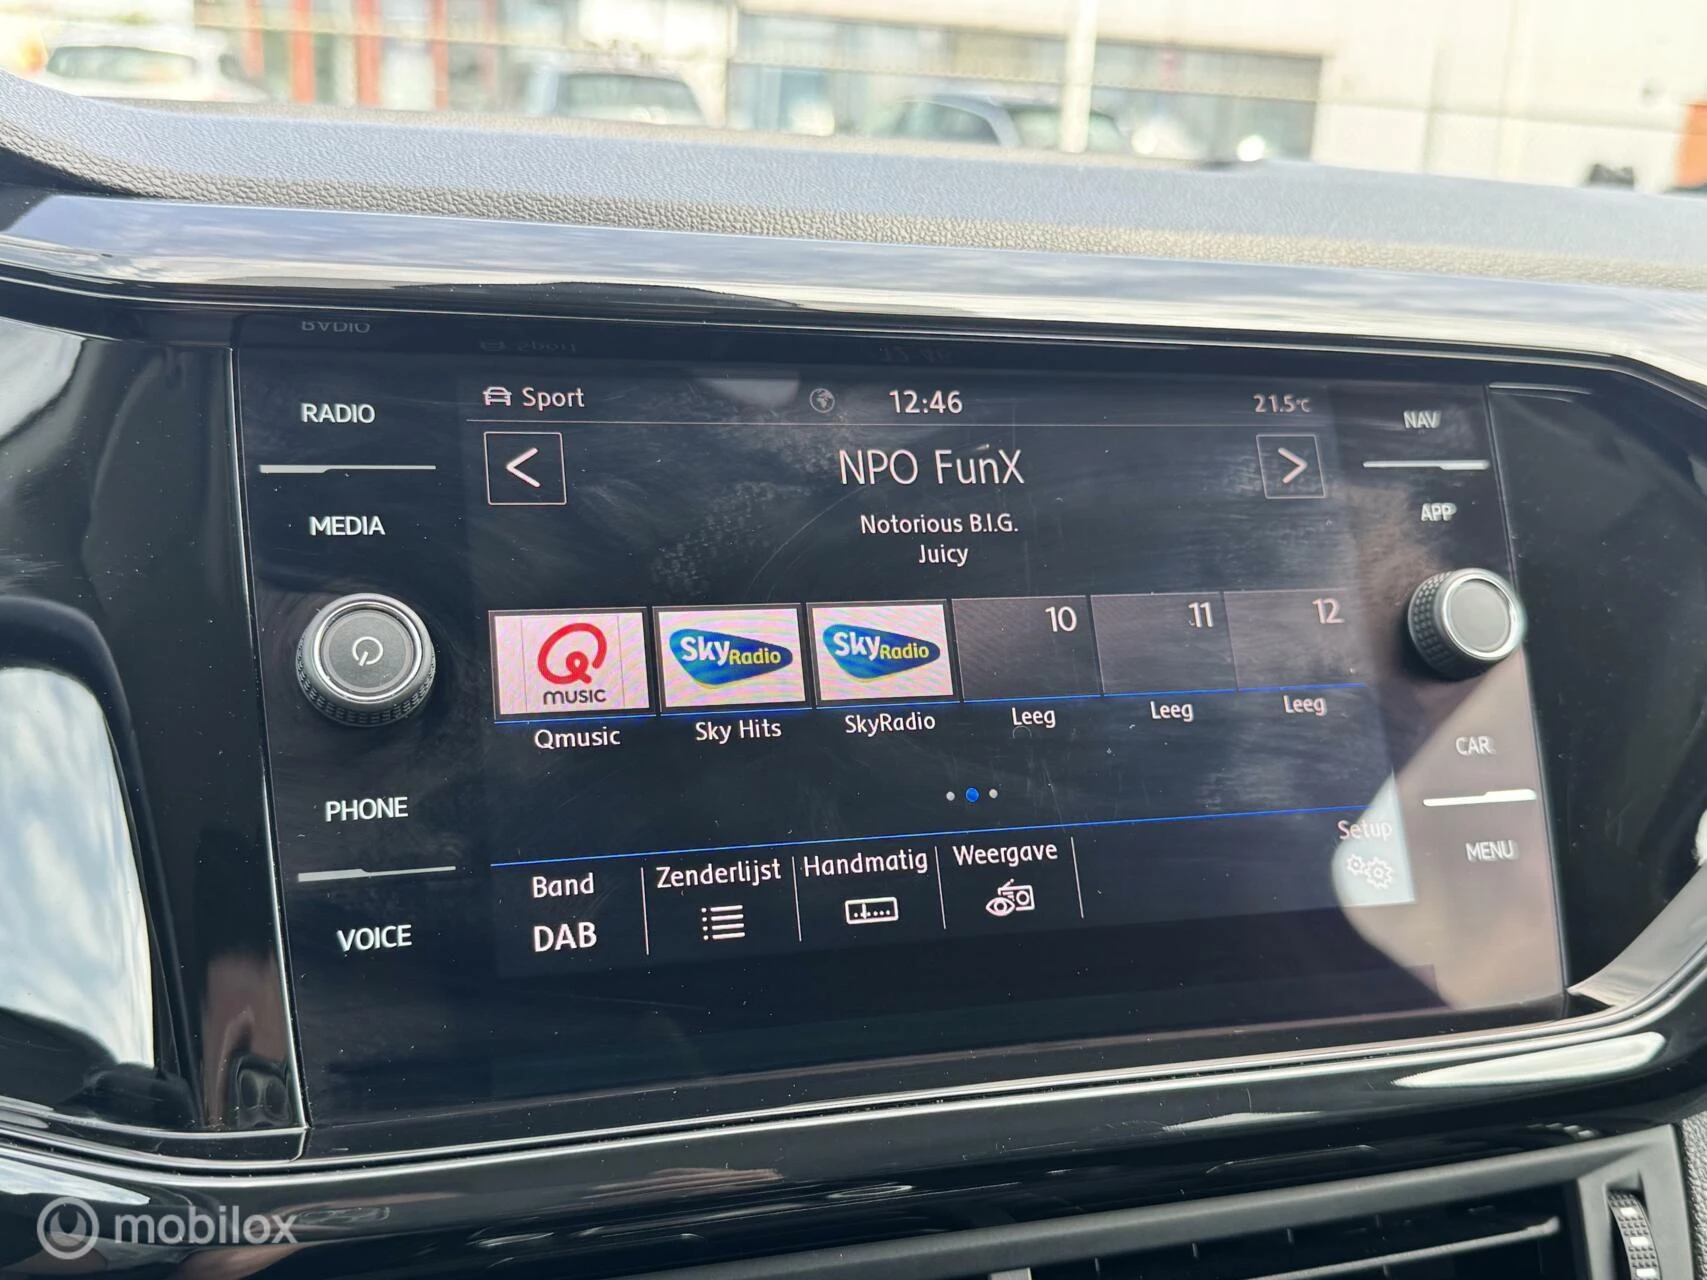 RADIO
MEDIA
PHONE
VOICE
Sport
12:46
21.5°C
<
NPO FunX
>
Notorious B.I.G.
Juicy
Q
music
Sky Radio
Sky Radio
10
11
12
Qmusic
Sky Hits
SkyRadio
Leeg
Leeg
Leeg
Band
DAB
Zenderlijst
Handmatig
Weergave
Setup
NAV
APP
CAR
MENU
mobilox